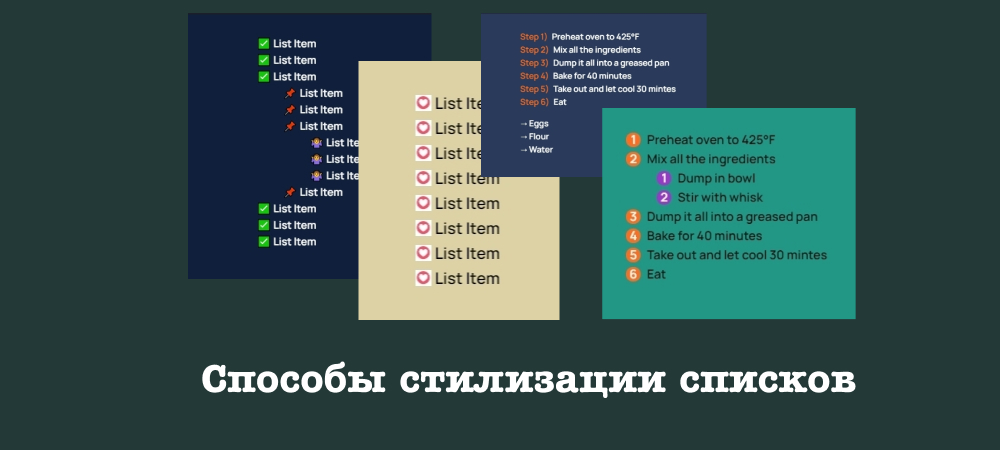 List Item
List Item
List Item
List Item
List Item
List Item
List Ite
List Ite
List Ite
List Item
List Item
List Item
List Item
List Ite
List Ite
List Ite
List Item
List Item
List Item
List Item
List Item
Step 1) Preheat oven to 425°F
Step 2) Mix all the ingredients
Step 3) Dump it all into a greased pan
Step 4) Bake for 40 minutes
Step 5) Take out and let cool 30 mintes
Step 6) Eat
→ Eggs
→ Flour
→ Water
1 Preheat oven to 425°F
2 Mix all the ingredients
1 Dump in bowl
2 Stir with whisk
3 Dump it all into a greased pan
4 Bake for 40 minutes
5 Take out and let cool 30 mintes
6 Eat
Способы стилизации списков